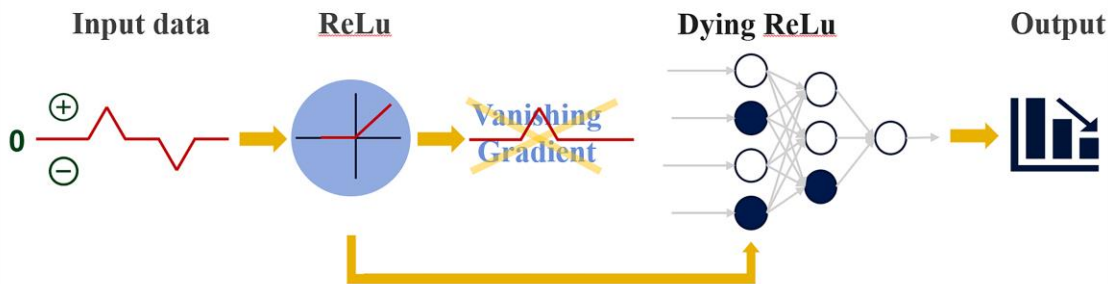 Input data
ReLu
Dying ReLu
Output
+
0
−
Vanishing
Gradient